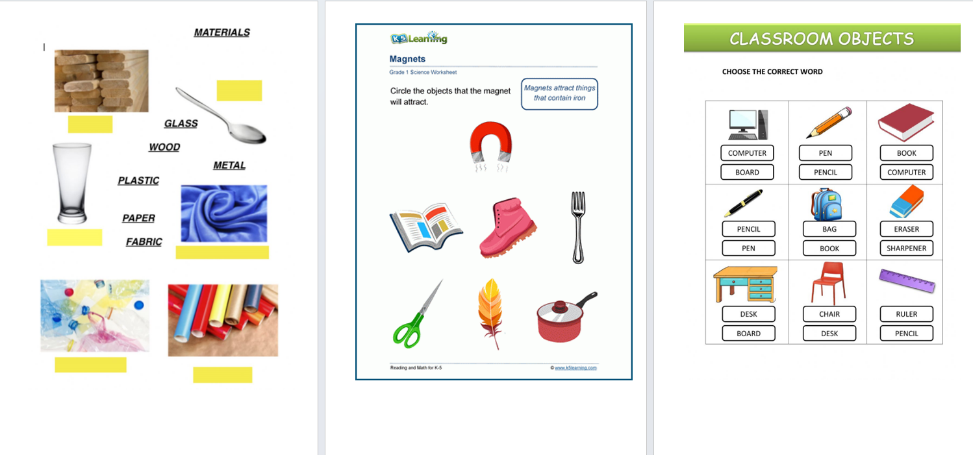 MATERIALS
GLASS
WOOD
METAL
PLASTIC
PAPER
FABRIC
K5 Learning
Magnets
Grade 1 Science Worksheet
Circle the objects that the magnet
will attract.
Magnets attract things
that contain iron
Reading and Math for K-5
© www.k5learning.com
CLASSROOM OBJECTS
CHOOSE THE CORRECT WORD
COMPUTER
BOARD
PEN
PENCIL
BOOK
COMPUTER
PENCIL
PEN
BAG
BOOK
ERASER
SHARPENER
DESK
BOARD
CHAIR
DESK
RULER
PENCIL